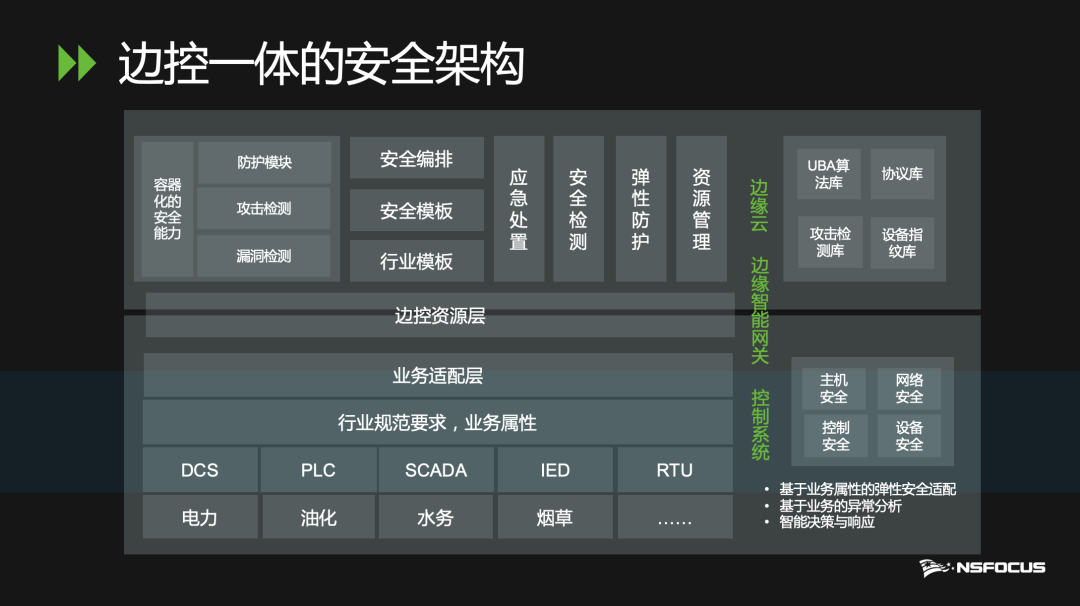 边控一体的安全架构
容器
化的
安全
能力
防护模块
攻击检测
漏洞检测
安全编排
安全模板
行业模板
应急处置
安全检测
弹性防护
资源管理
边缘云
边缘智能网关
控制系统
UBA算
法库
协议库
攻击检
测库
设备指
纹库
边控资源层
业务适配层
行业规范要求，业务属性
DCS
PLC
SCADA
IED
RTU
电力
油化
水务
烟草
……
主机
安全
网络
安全
控制
安全
设备
安全
• 基于业务属性的弹性安全适配
• 基于业务的异常分析
• 智能决策与响应
NSFOCUS